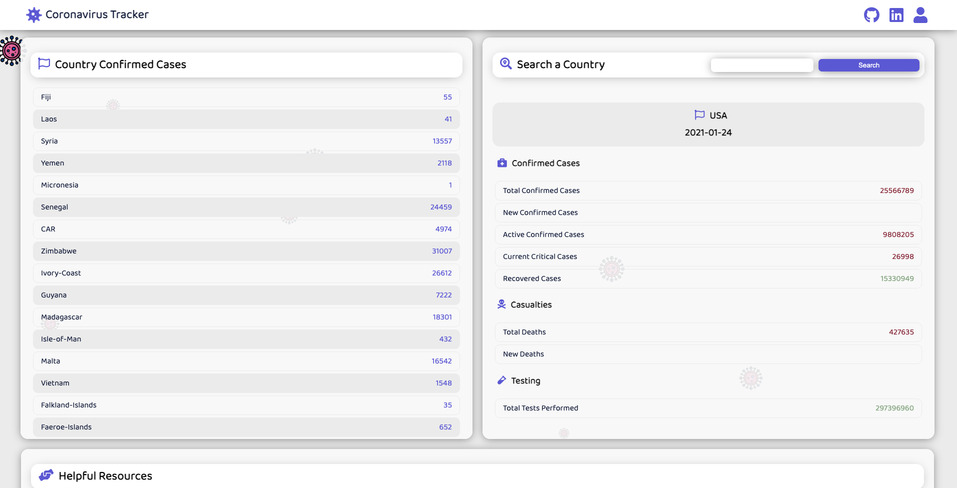 Coronavirus Tracker
Country Confirmed Cases
Fiji 55
Laos 41
Syria 13557
Yemen 2118
Micronesia 1
Senegal 24459
CAR 4974
Zimbabwe 31007
Ivory-Coast 26612
Guyana 7222
Madagascar 18301
Isle-of-Man 432
Malta 16542
Vietnam 1548
Falkland-Islands 35
Faeroe-Islands 652
Search a Country Search
USA
2021-01-24
Confirmed Cases
Total Confirmed Cases 25566789
New Confirmed Cases
Active Confirmed Cases 9808205
Current Critical Cases 26998
Recovered Cases 15330949
Casualties
Total Deaths 427635
New Deaths
Testing
Total Tests Performed 297396960
Helpful Resources